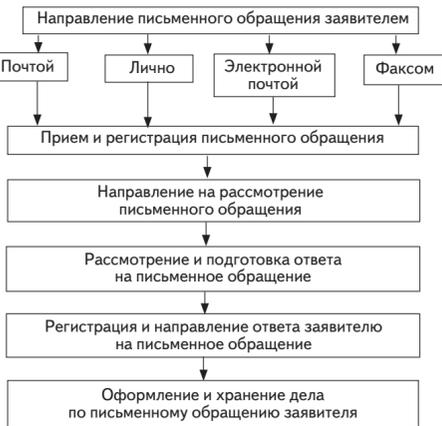 Направление письменного обращения заявителем
Почтой
Лично
Электронной
почтой
Факсом
Прием и регистрация письменного обращения
Направление на рассмотрение
письменного обращения
Рассмотрение и подготовка ответа
на письменное обращение
Регистрация и направление ответа заявителю
на письменное обращение
Оформление и хранение дела
по письменному обращению заявителя